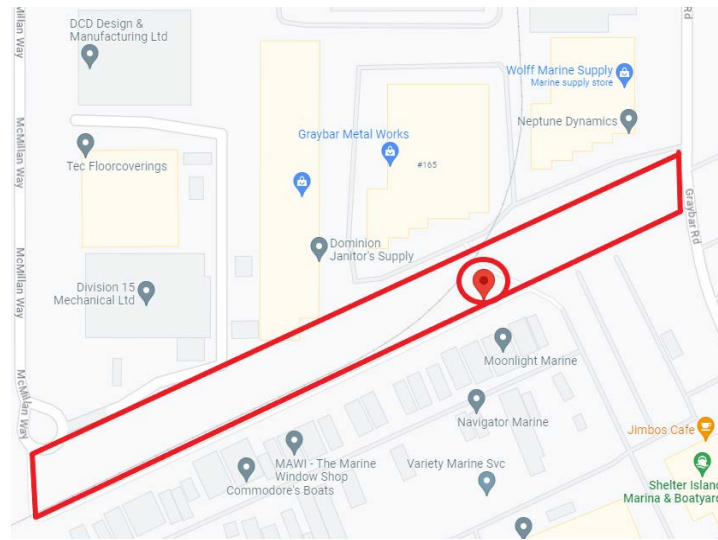 DCD Design &
Manufacturing Ltd
McMillan Way
Rd
Wolff Marine Supply
Marine supply store
Neptune Dynamics
Graybar Metal Works
#165
McMillan Way
Tec Floorcoverings
Graybar Rd
Dominion
Janitor's Supply
McMillan Way
Division 15
Mechanical Ltd
Moonlight Marine
McMillan Way
Navigator Marine
Jimbos Cafe
MAWI - The Marine
Window Shop
Variety Marine Svc
Commodore's Boats
Shelter Island
Marina & Boatyard